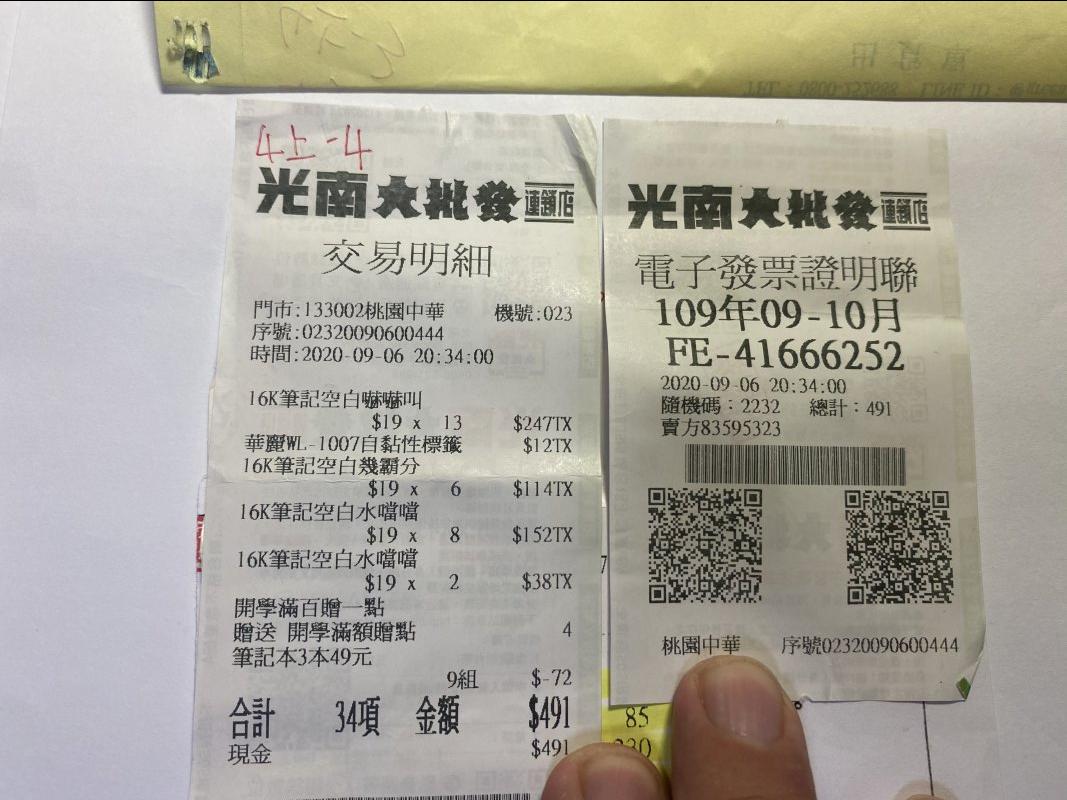 TEL：0800-252688 LINE ID：
4上-4
光南大批發連鎖店
交易明細
門市:133002桃園中華 機號:023
序號:02320090600444
時間:2020-09-06 20:34:00
16K筆記空白嚇嚇叫
$19 x 13 $247TX
華麗WL-1007自黏性標籤 $12TX
16K筆記空白幾霸分
$19 x 6 $114TX
16K筆記空白水噹噹
$19 x 8 $152TX
16K筆記空白水噹噹
$19 x 2 $38TX
開學滿百贈一點
贈送 開學滿額贈點 4
筆記本3本49元
9組 $-72
合計 34項 金額 $491
現金 $491
光南大批發連鎖店
電子發票證明聯
109年09-10月
FE-41666252
2020-09-06 20:34:00
隨機碼：2232 總計：491
賣方83595323
桃園中華 序號02320090600444
85